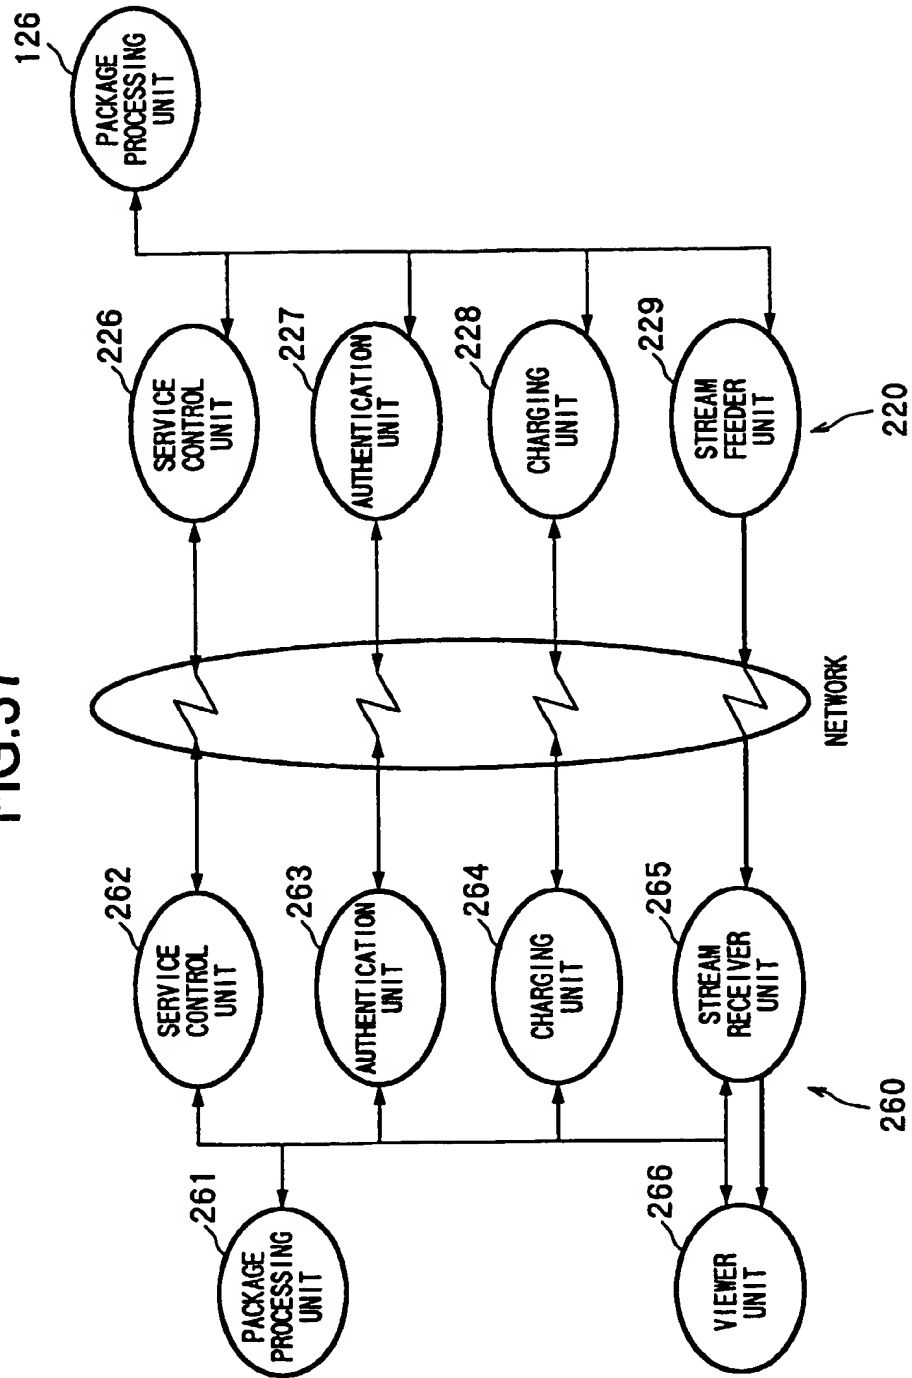 FIG.37
261
PACKAGE
PROCESSING
UNIT
262
SERVICE
CONTROL
UNIT
226
SERVICE
CONTROL
UNIT
126
PACKAGE
PROCESSING
UNIT
263
AUTHENTICATION
UNIT
227
AUTHENTICATION
UNIT
264
CHARGING
UNIT
228
CHARGING
UNIT
266
VIEWER
UNIT
265
STREAM
RECEIVER
UNIT
229
STREAM
FEEDER
UNIT
NETWORK
260
220